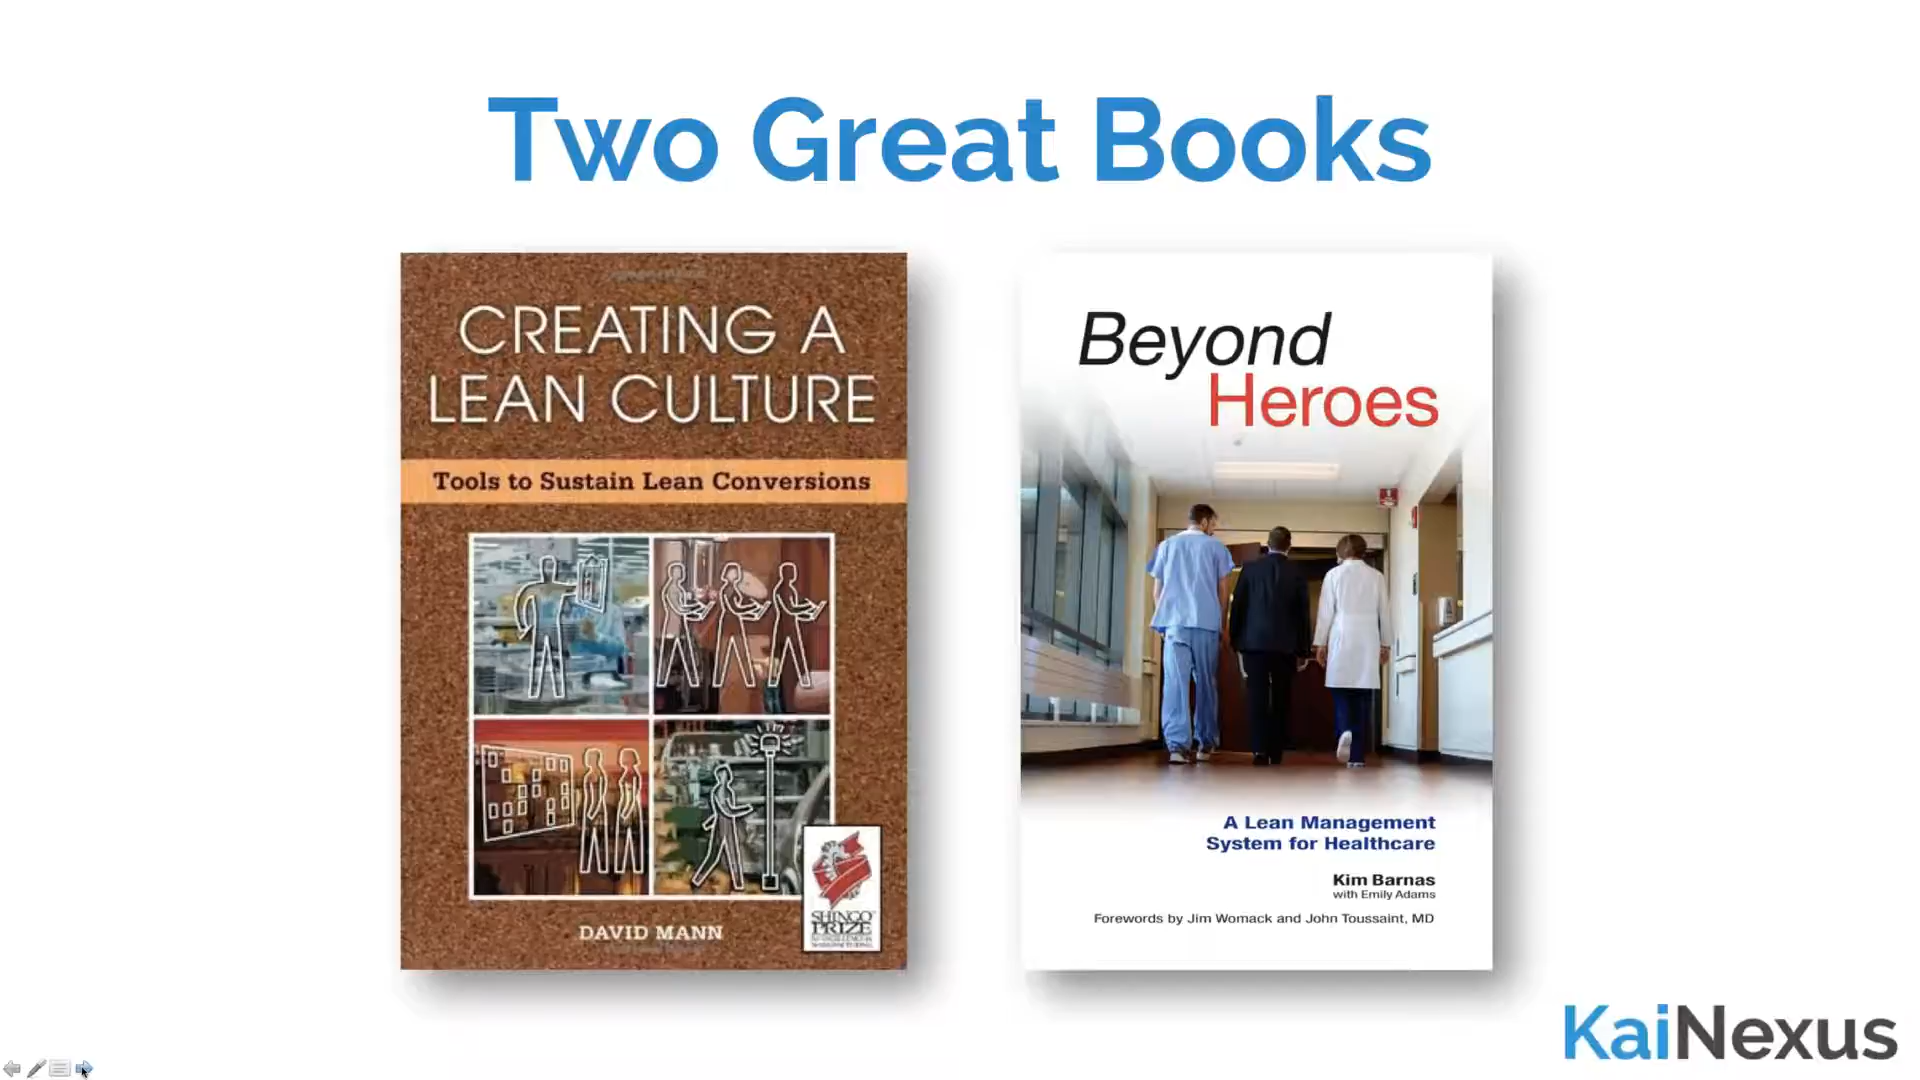 Two Great Books
CREATING A
LEAN CULTURE
Tools to Sustain Lean Conversions
SHINGO
PRIZE
DAVID MANN
Beyond
Heroes
A Lean Management
System for Healthcare
Kim Barnas
with Emily Adams
Forewords by Jim Womack and John Toussaint, MD
KaiNexus